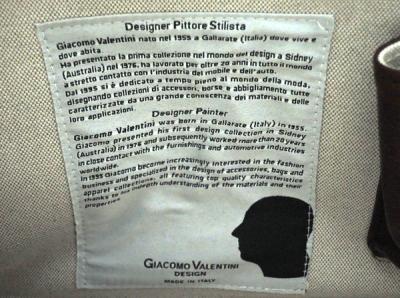 Designer Pittore Stilista
Giacomo Valentini nato nel 1955 a Gallarate (Italia) dove vive e
dove abita.
Ha presentato la prima collezione nel mondo del design a Sidney
(Australia) nel 1976. ha lavorato per oltre 20 anni in tutto il mondo
a stretto contatto con l'industria del mobile e dell'auto.
Dal 1995 si è dedicato a tempo pieno al mondo della moda.
disegnando collezioni di accessori, borse e abbigliamento tutte
caratterizzate da una grande conoscenza dei materiali e delle
loro applicazioni.
Designer Painter
Giacomo Valentini was born in Gallarate (Italy) in 1955.
Giacomo presented his first design collection in Sidney
(Australia) in 1976 and subsequently worked more than 20 years
in close contact with the furnishings and automotive industries
worldwide.
In 1995 Giacomo become increasingly interested in the fashion
business and specialized in the design of accessories, bags and
apparel collections, all featuring top quality characteristics
thanks to his indepth understanding of the materials and their
properties
GIACOMO VALENTINI
DESIGN
MADE IN ITALY